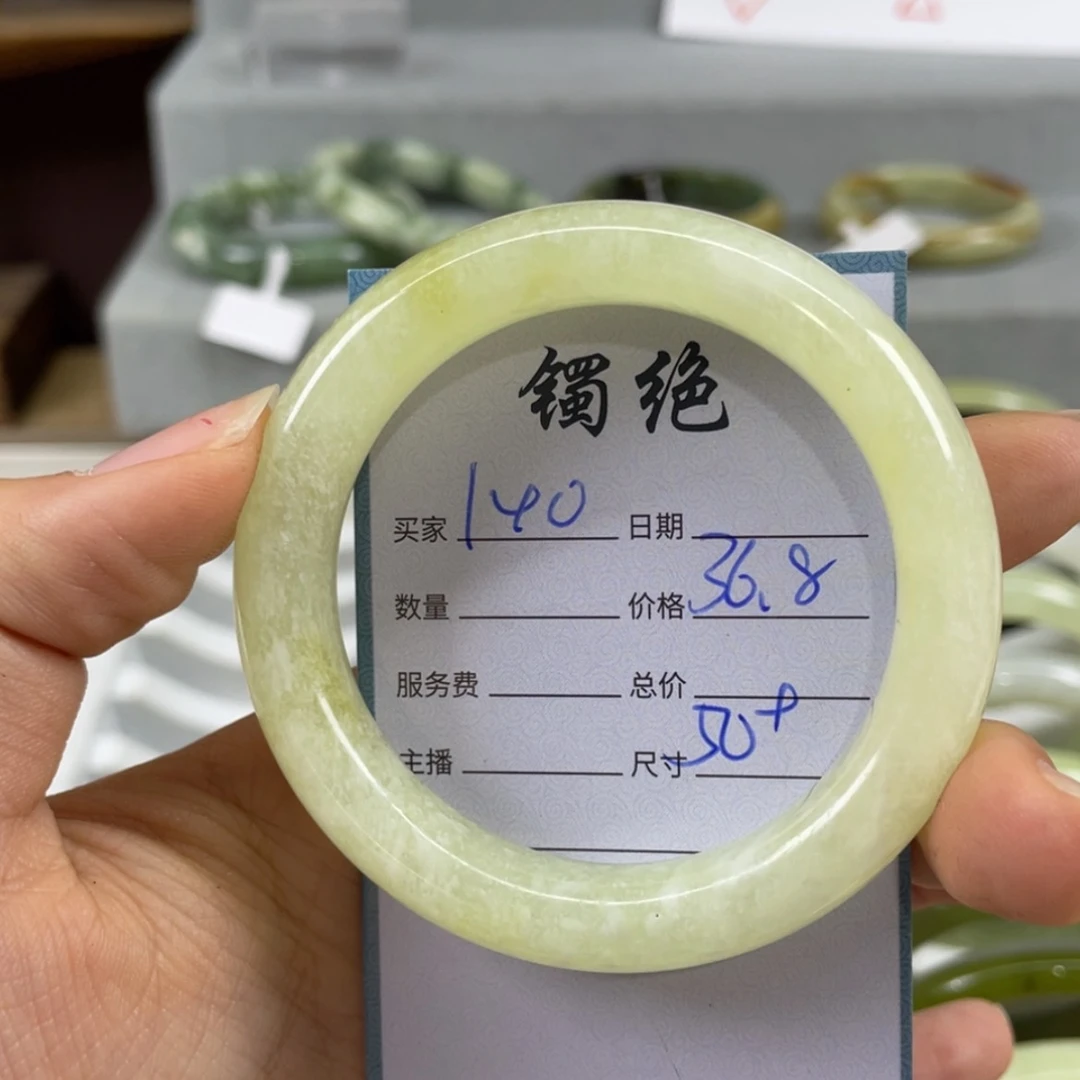 镯绝
买家 140 日期
数量 价格 36.8
服务费 总价
主播 尺寸 50+